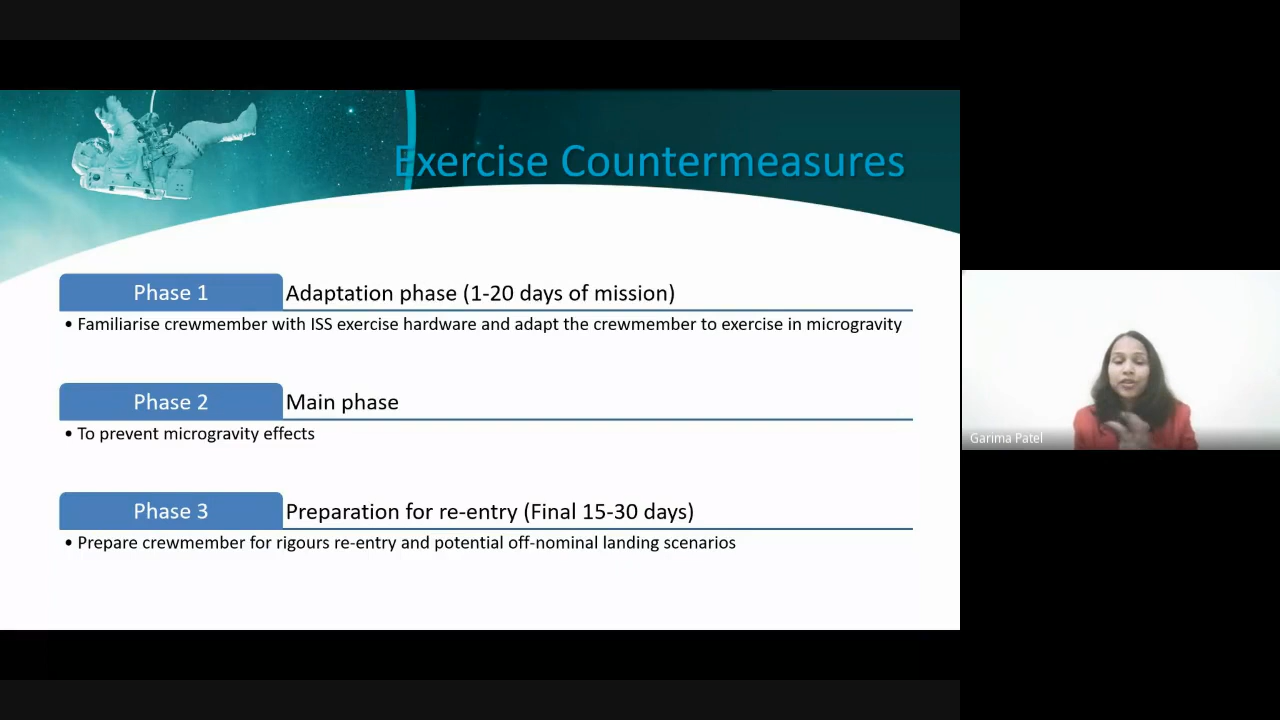 Exercise Countermeasures
Phase 1
Adaptation phase (1-20 days of mission)
• Familiarise crewmember with ISS exercise hardware and adapt the crewmember to exercise in microgravity
Phase 2
Main phase
• To prevent microgravity effects
Phase 3
Preparation for re-entry (Final 15-30 days)
• Prepare crewmember for rigours re-entry and potential off-nominal landing scenarios
Garima Patel